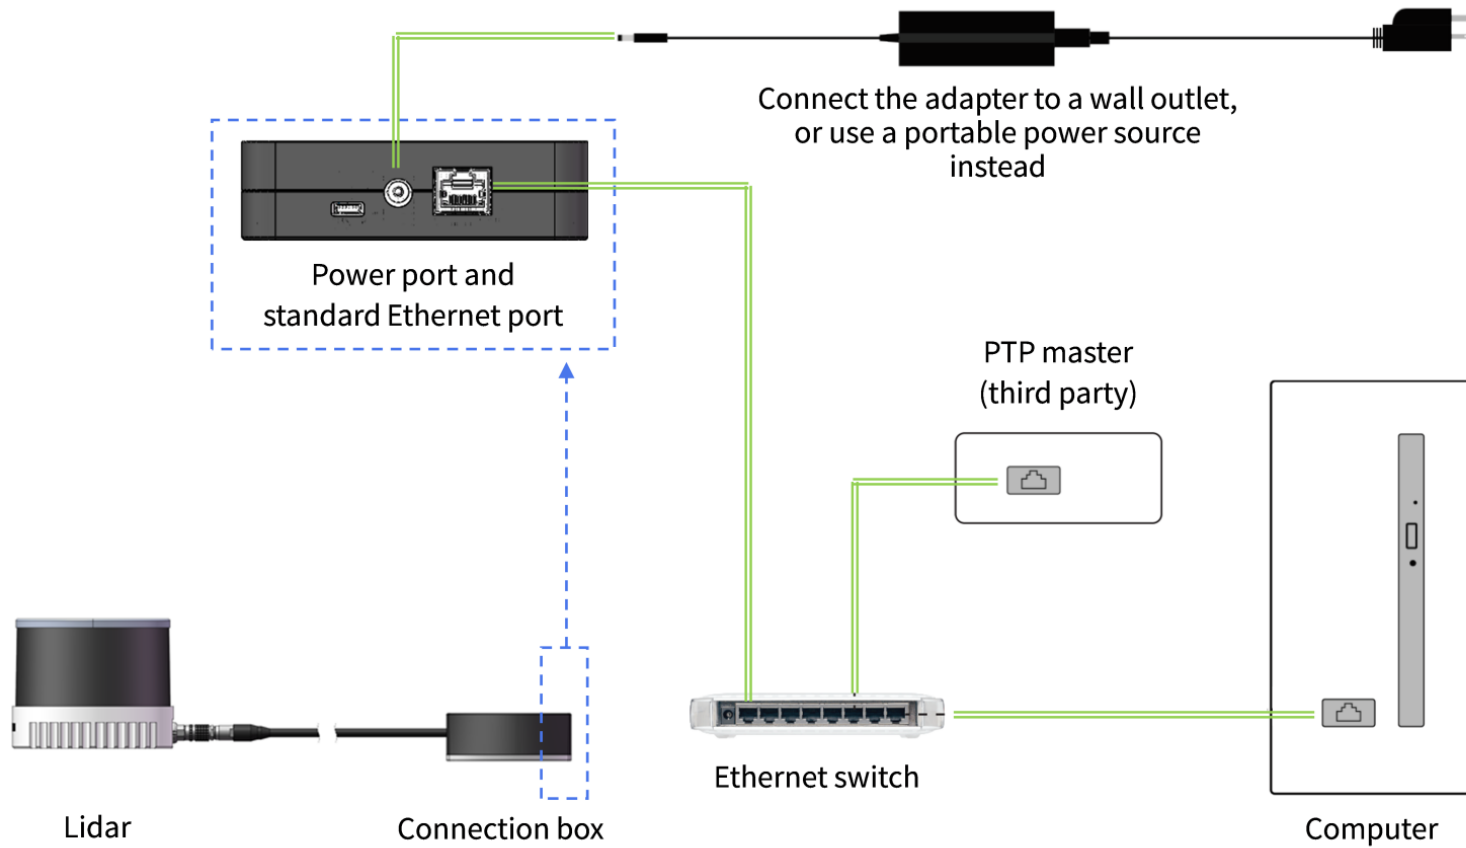 Connect the adapter to a wall outlet,
or use a portable power source
instead
Power port and
standard Ethernet port
PTP master
(third party)
Ethernet switch
Lidar
Connection box
Computer